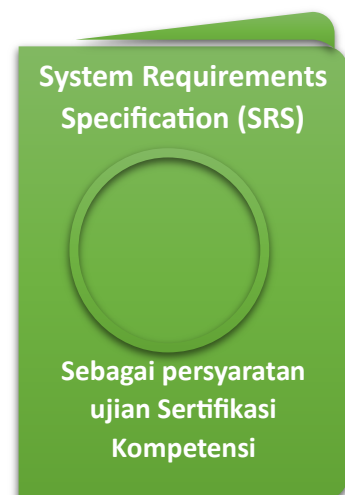 System Requirements
Specification (SRS)
Sebagai persyaratan
ujian Sertifikasi
Kompetensi